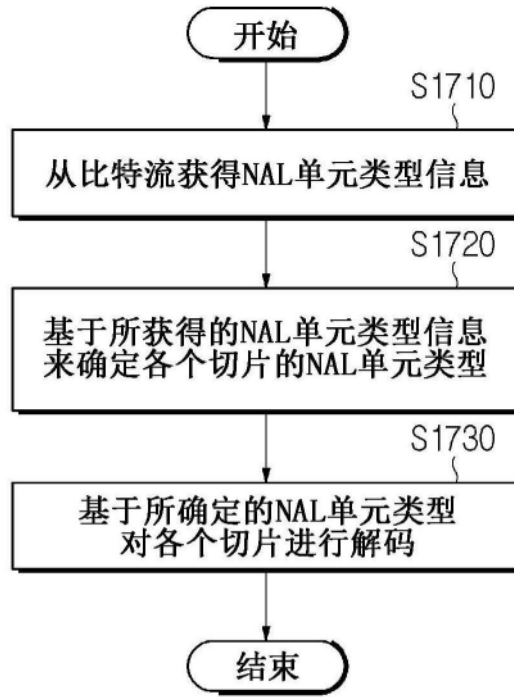 开始
S1710
从比特流获得NAL单元类型信息
S1720
基于所获得的NAL单元类型信息
来确定各个切片的NAL单元类型
S1730
基于所确定的NAL单元类型
对各个切片进行解码
结束